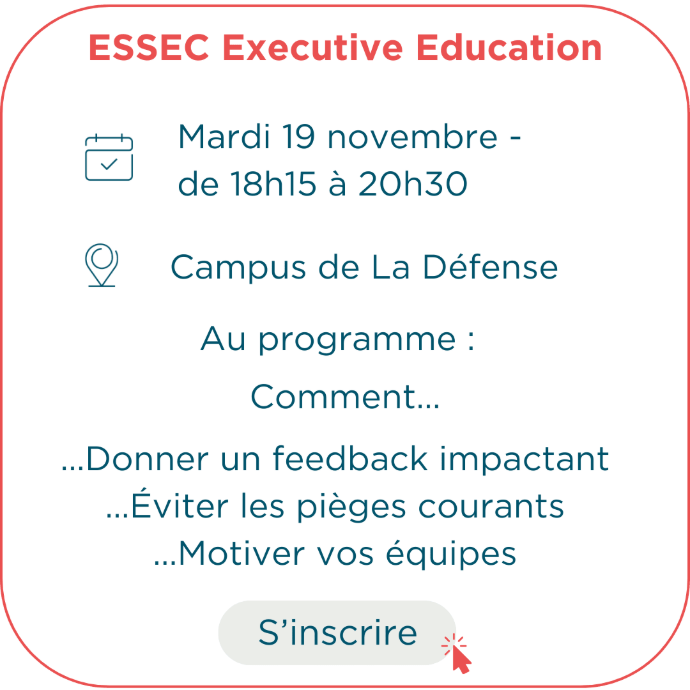 ESSEC Executive Education
Mardi 19 novembre -
de 18h15 à 20h30
Campus de La Défense
Au programme :
Comment...
...Donner un feedback impactant
...Éviter les pièges courants
...Motiver vos équipes
S’inscrire